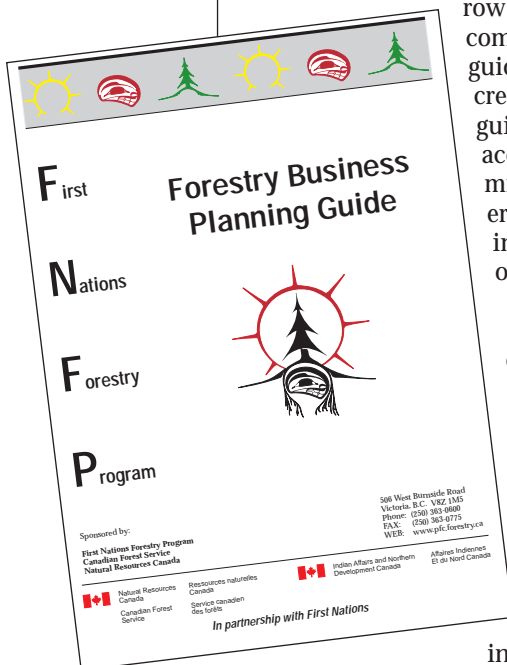 First
Nations
Forestry
Program
Forestry Business
Planning Guide
Sponsored by:
First Nations Forestry Program
Canadian Forest Service
Natural Resources Canada
506 West Burnside Road
Victoria, B.C. V8Z 1M5
Phone: (250) 363-0600
FAX: (250) 363-0775
WEB: www.pfc.forestry.ca
Natural Resources
Canada
Canadian Forest
Service
Ressources naturelles
Canada
Service canadien
des forêts
Indian Affairs and Northern
Development Canada
Affaires Indiennes
Et du Nord Canada
In partnership with First Nations
row
com
guid
cre
gui
acc
m
er
in
o
in